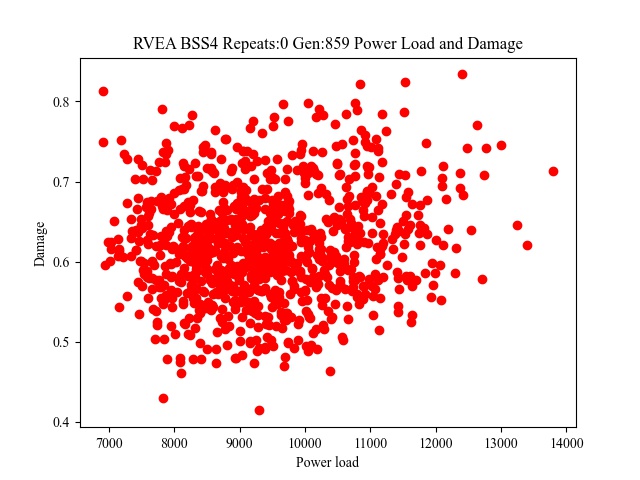 RVEA BSS4 Repeats:0 Gen:859 Power Load and Damage
0.8
0.7
0.6
0.5
0.4
Damage
7000 8000 9000 10000 11000 12000 13000 14000
Power load